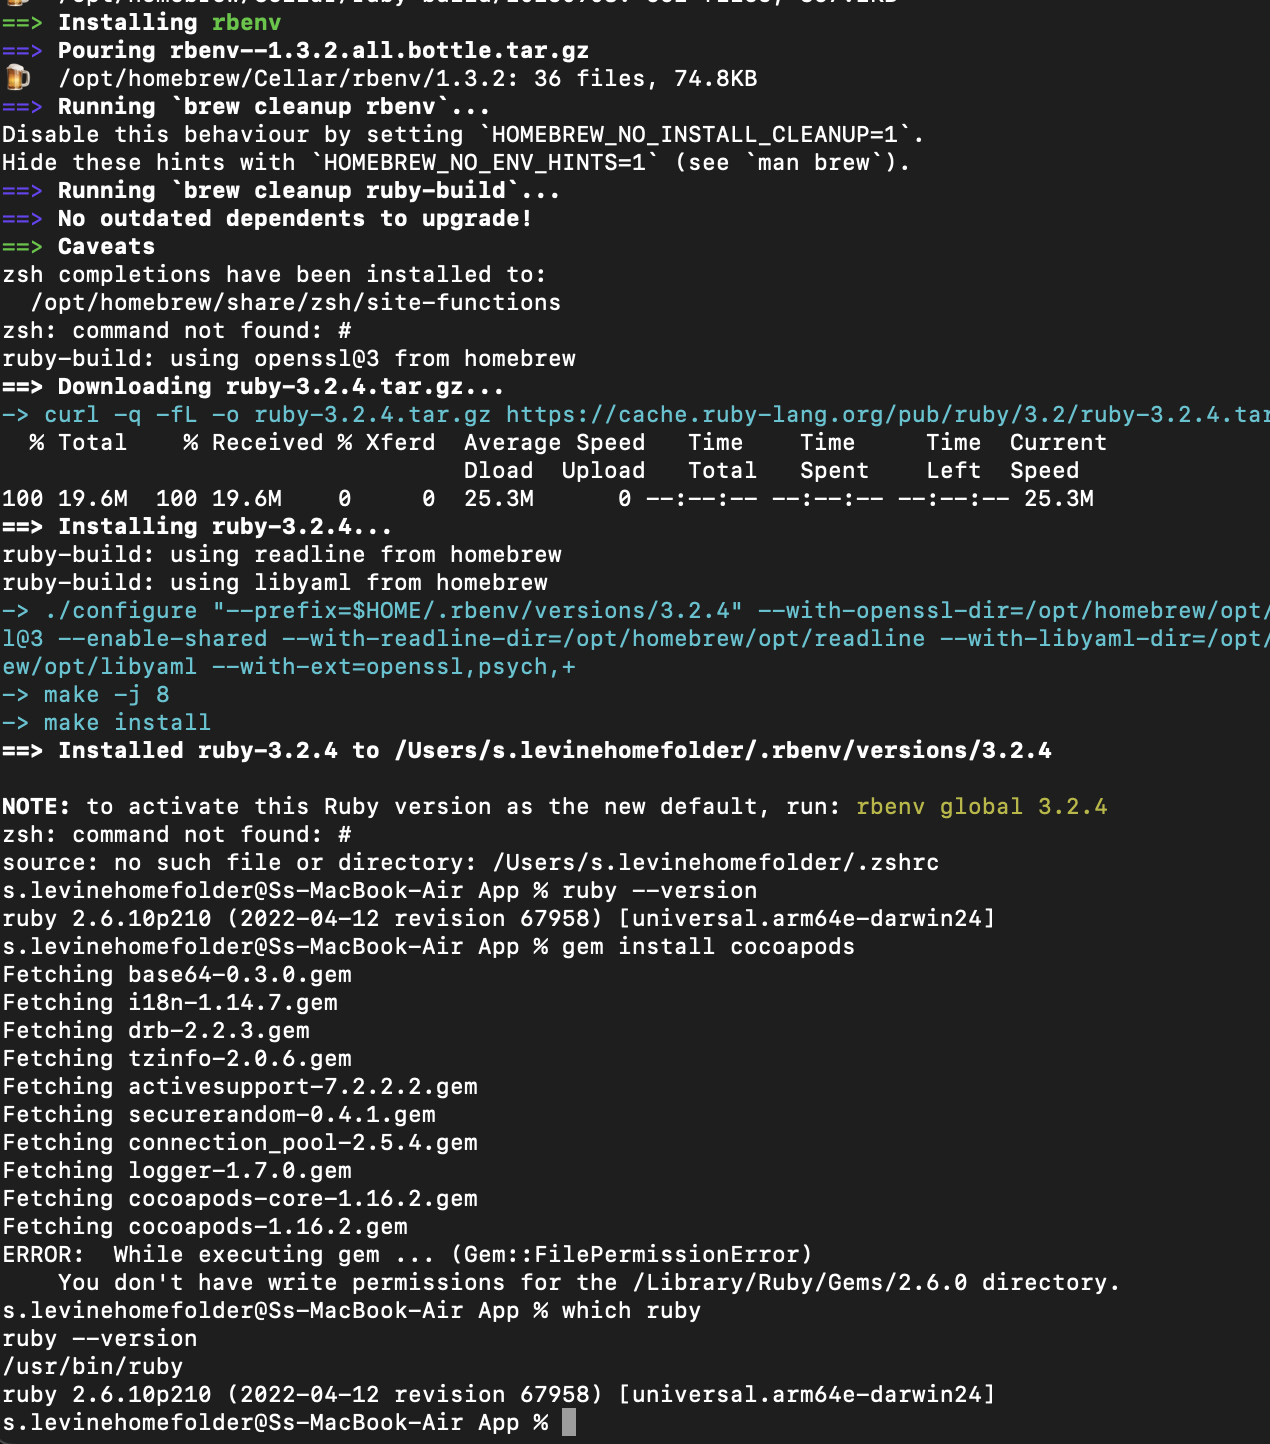 ==> Installing rbenv
==> Pouring rbenv--1.3.2.all.bottle.tar.gz
🍺  /opt/homebrew/Cellar/rbenv/1.3.2: 36 files, 74.8KB
==> Running `brew cleanup rbenv`...
Disable this behaviour by setting `HOMEBREW_NO_INSTALL_CLEANUP=1`.
Hide these hints with `HOMEBREW_NO_ENV_HINTS=1` (see `man brew`).
==> Running `brew cleanup ruby-build`...
==> No outdated dependents to upgrade!
==> Caveats
zsh completions have been installed to:
  /opt/homebrew/share/zsh/site-functions
zsh: command not found: #
ruby-build: using openssl@3 from homebrew
==> Downloading ruby-3.2.4.tar.gz...
-> curl -q -fL -o ruby-3.2.4.tar.gz https://cache.ruby-lang.org/pub/ruby/3.2/ruby-3.2.4.tar
  % Total    % Received % Xferd  Average Speed   Time    Time     Time  Current
                                 Dload  Upload   Total   Spent    Left  Speed
100 19.6M  100 19.6M    0     0  25.3M      0 --:--:-- --:--:-- --:--:-- 25.3M
==> Installing ruby-3.2.4...
ruby-build: using readline from homebrew
ruby-build: using libyaml from homebrew
-> ./configure "--prefix=$HOME/.rbenv/versions/3.2.4" --with-openssl-dir=/opt/homebrew/opt/
l@3 --enable-shared --with-readline-dir=/opt/homebrew/opt/readline --with-libyaml-dir=/opt/
ew/opt/libyaml --with-ext=openssl,psych,+
-> make -j 8
-> make install
==> Installed ruby-3.2.4 to /Users/s.levinehomefolder/.rbenv/versions/3.2.4

NOTE: to activate this Ruby version as the new default, run: rbenv global 3.2.4
zsh: command not found: #
source: no such file or directory: /Users/s.levinehomefolder/.zshrc
s.levinehomefolder@Ss-MacBook-Air App % ruby --version
ruby 2.6.10p210 (2022-04-12 revision 67958) [universal.arm64e-darwin24]
s.levinehomefolder@Ss-MacBook-Air App % gem install cocoapods
Fetching base64-0.3.0.gem
Fetching i18n-1.14.7.gem
Fetching drb-2.2.3.gem
Fetching tzinfo-2.0.6.gem
Fetching activesupport-7.2.2.2.gem
Fetching securerandom-0.4.1.gem
Fetching connection_pool-2.5.4.gem
Fetching logger-1.7.0.gem
Fetching cocoapods-core-1.16.2.gem
Fetching cocoapods-1.16.2.gem
ERROR:  While executing gem ... (Gem::FilePermissionError)
    You don't have write permissions for the /Library/Ruby/Gems/2.6.0 directory.
s.levinehomefolder@Ss-MacBook-Air App % which ruby
ruby --version
/usr/bin/ruby
ruby 2.6.10p210 (2022-04-12 revision 67958) [universal.arm64e-darwin24]
s.levinehomefolder@Ss-MacBook-Air App %